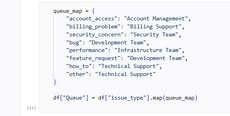 queue_map = {
"account_access": "Account Management",
"billing_problem": "Billing Support",
"security_concern": "Security Team",
"bug": "Development Team",
"performance": "Infrastructure Team",
"feature_request": "Development Team",
"how_to": "Technical Support",
"other": "Technical Support"
}
df["Queue"] = df["issue_type"].map(queue_map)